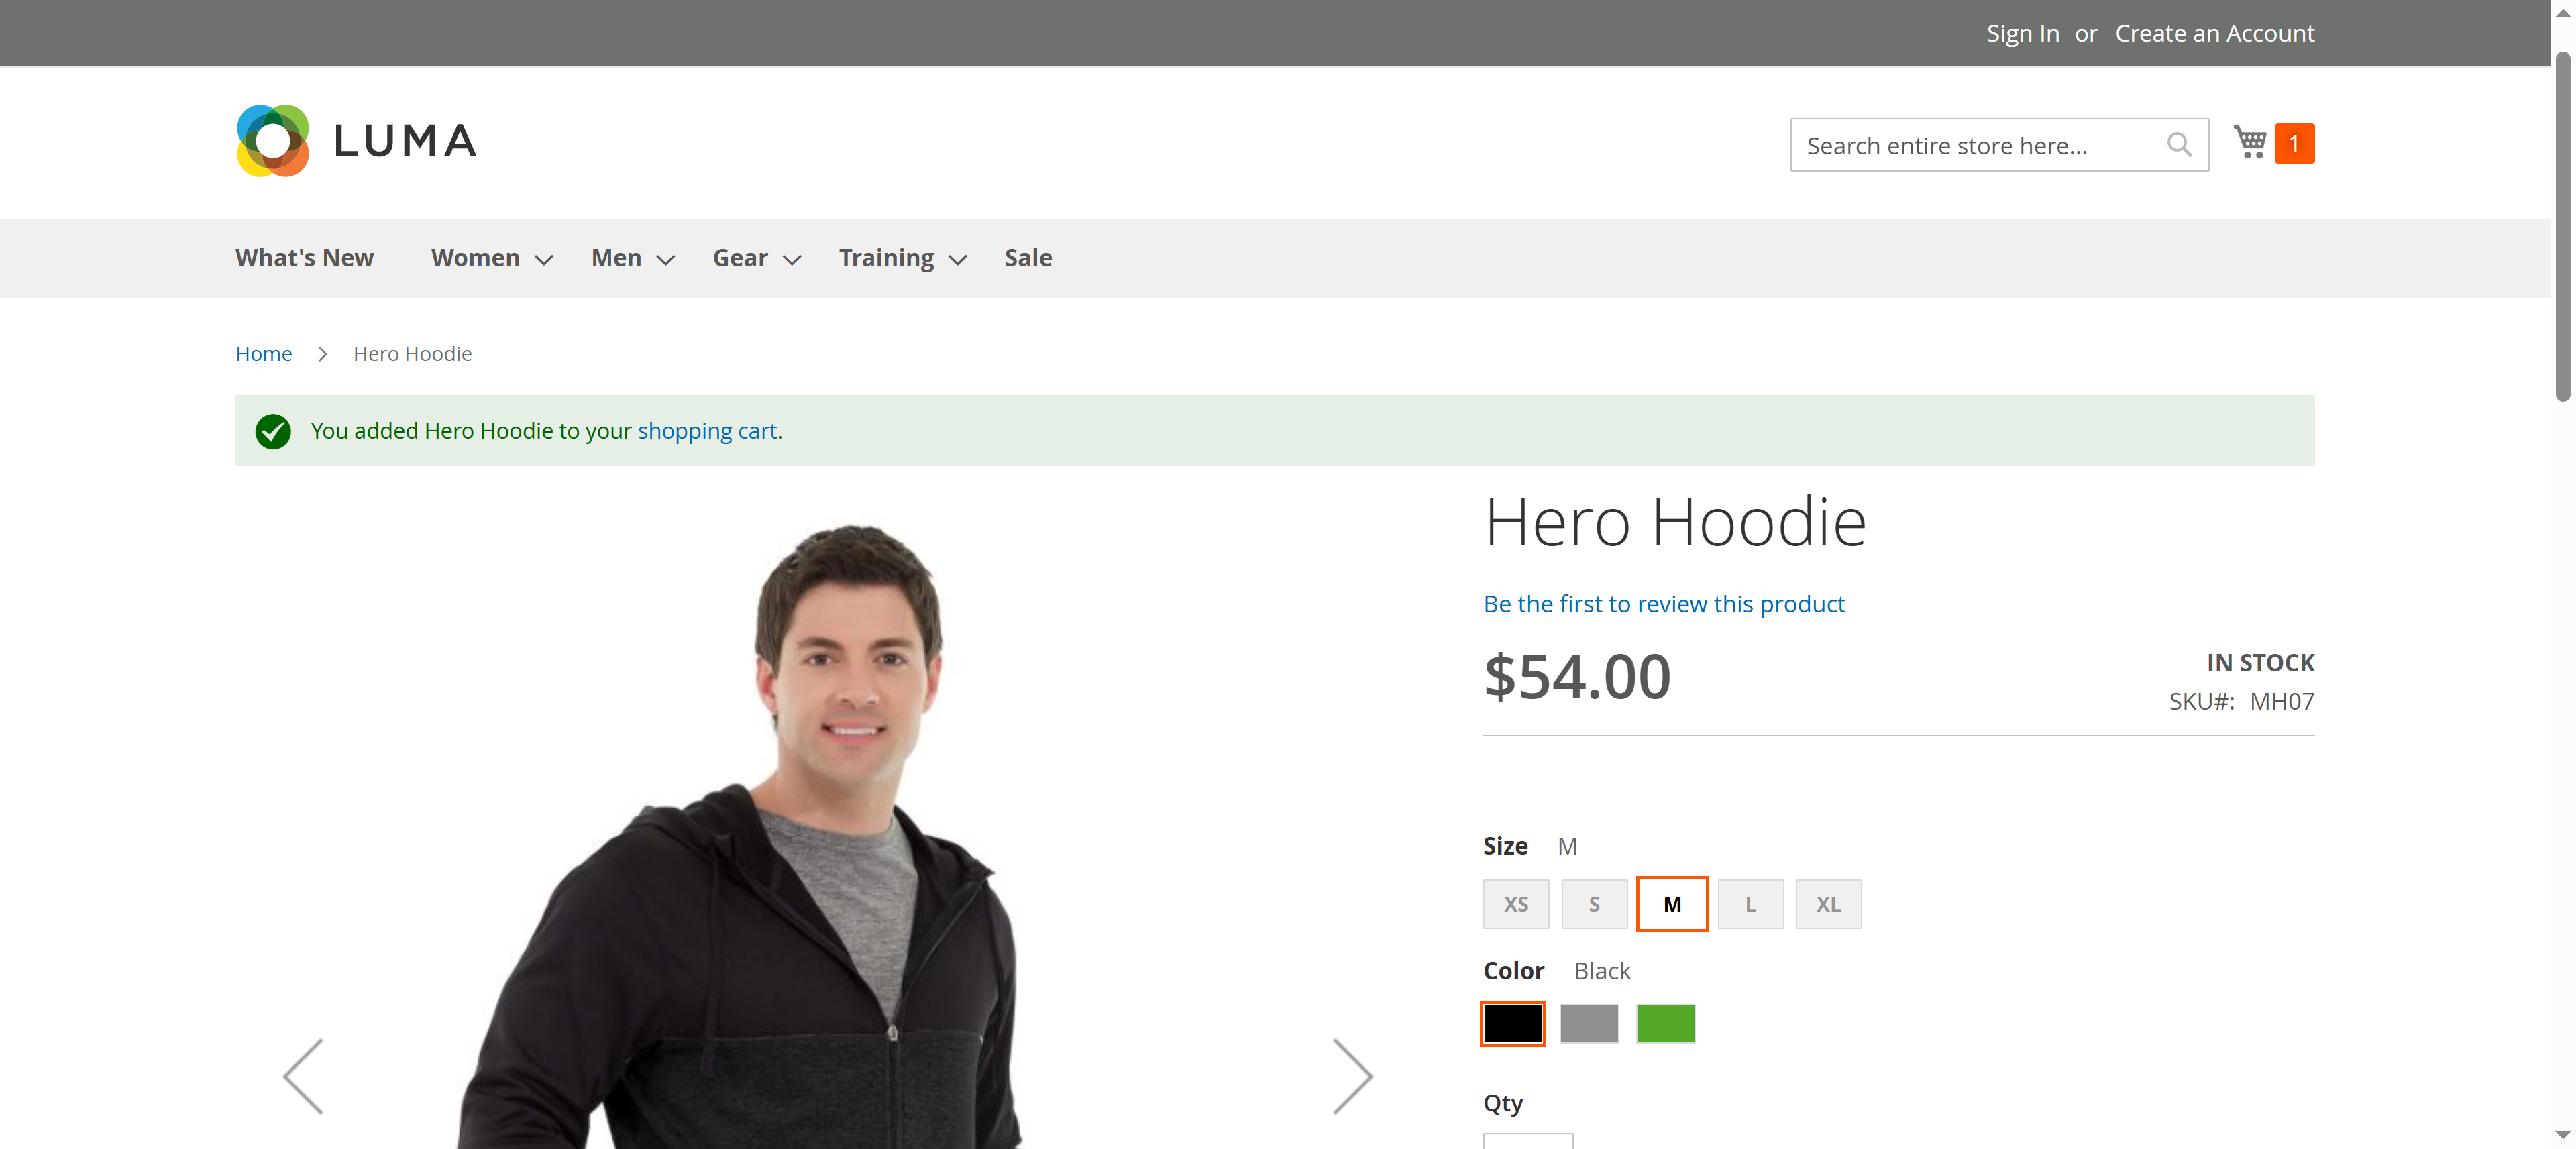 Sign In or Create an Account
LUMA
Search entire store here...
1
What's New Women Men Gear Training Sale
Home > Hero Hoodie
You added Hero Hoodie to your shopping cart.
Hero Hoodie
Be the first to review this product
$54.00
IN STOCK
SKU#: MH07
Size M
XS S M L XL
Color Black
Qty